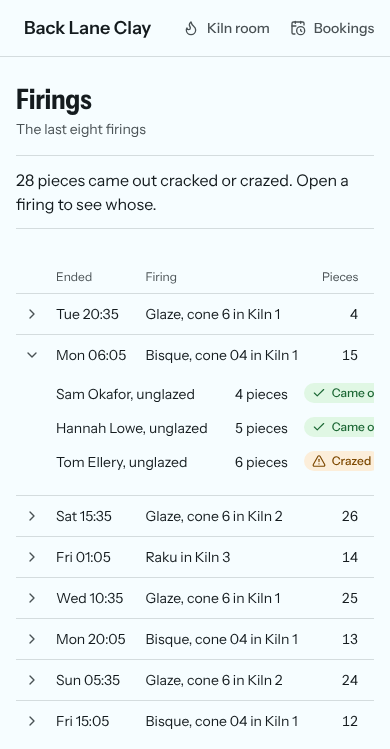 Back Lane Clay Kiln room Bookings
Firings
The last eight firings
28 pieces came out cracked or crazed. Open a
firing to see whose.
Ended Firing Pieces
Tue 20:35 Glaze, cone 6 in Kiln 1 4
Mon 06:05 Bisque, cone 04 in Kiln 1 15
Sam Okafor, unglazed 4 pieces Came o
Hannah Lowe, unglazed 5 pieces Came o
Tom Ellery, unglazed 6 pieces Crazed
Sat 15:35 Glaze, cone 6 in Kiln 2 26
Fri 01:05 Raku in Kiln 3 14
Wed 10:35 Glaze, cone 6 in Kiln 1 25
Mon 20:05 Bisque, cone 04 in Kiln 1 13
Sun 05:35 Glaze, cone 6 in Kiln 2 24
Fri 15:05 Bisque, cone 04 in Kiln 1 12